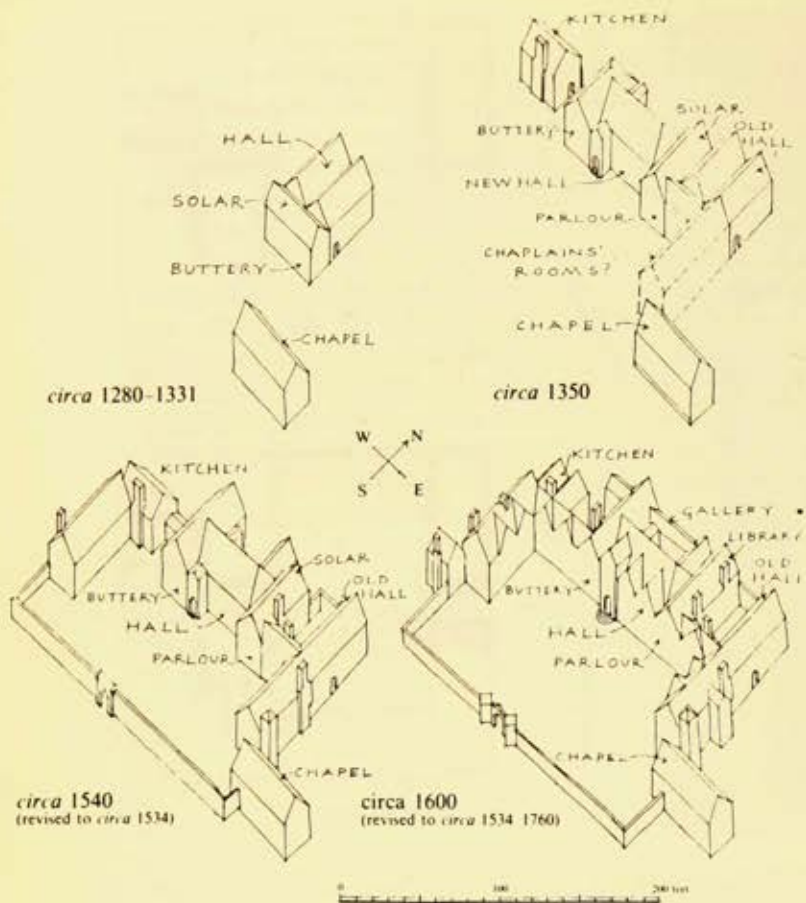 HALL
SOLAR
BUTTERY
CHAPEL
circa 1280–1331
KITCHEN
SOLAR
OLD
HALL
BUTTERY
NEW HALL
PARLOUR
CHAPLAINS'
ROOMS?
CHAPEL
circa 1350
W N
S E
KITCHEN
SOLAR
OLD
HALL
BUTTERY
HALL
PARLOUR
CHAPEL
circa 1540
(revised to circa 1534)
KITCHEN
GALLERY
LIBRARY
OLD
HALL
BUTTERY
HALL
PARLOUR
CHAPEL
circa 1600
(revised to circa 1534–1760)
0 100 200 feet